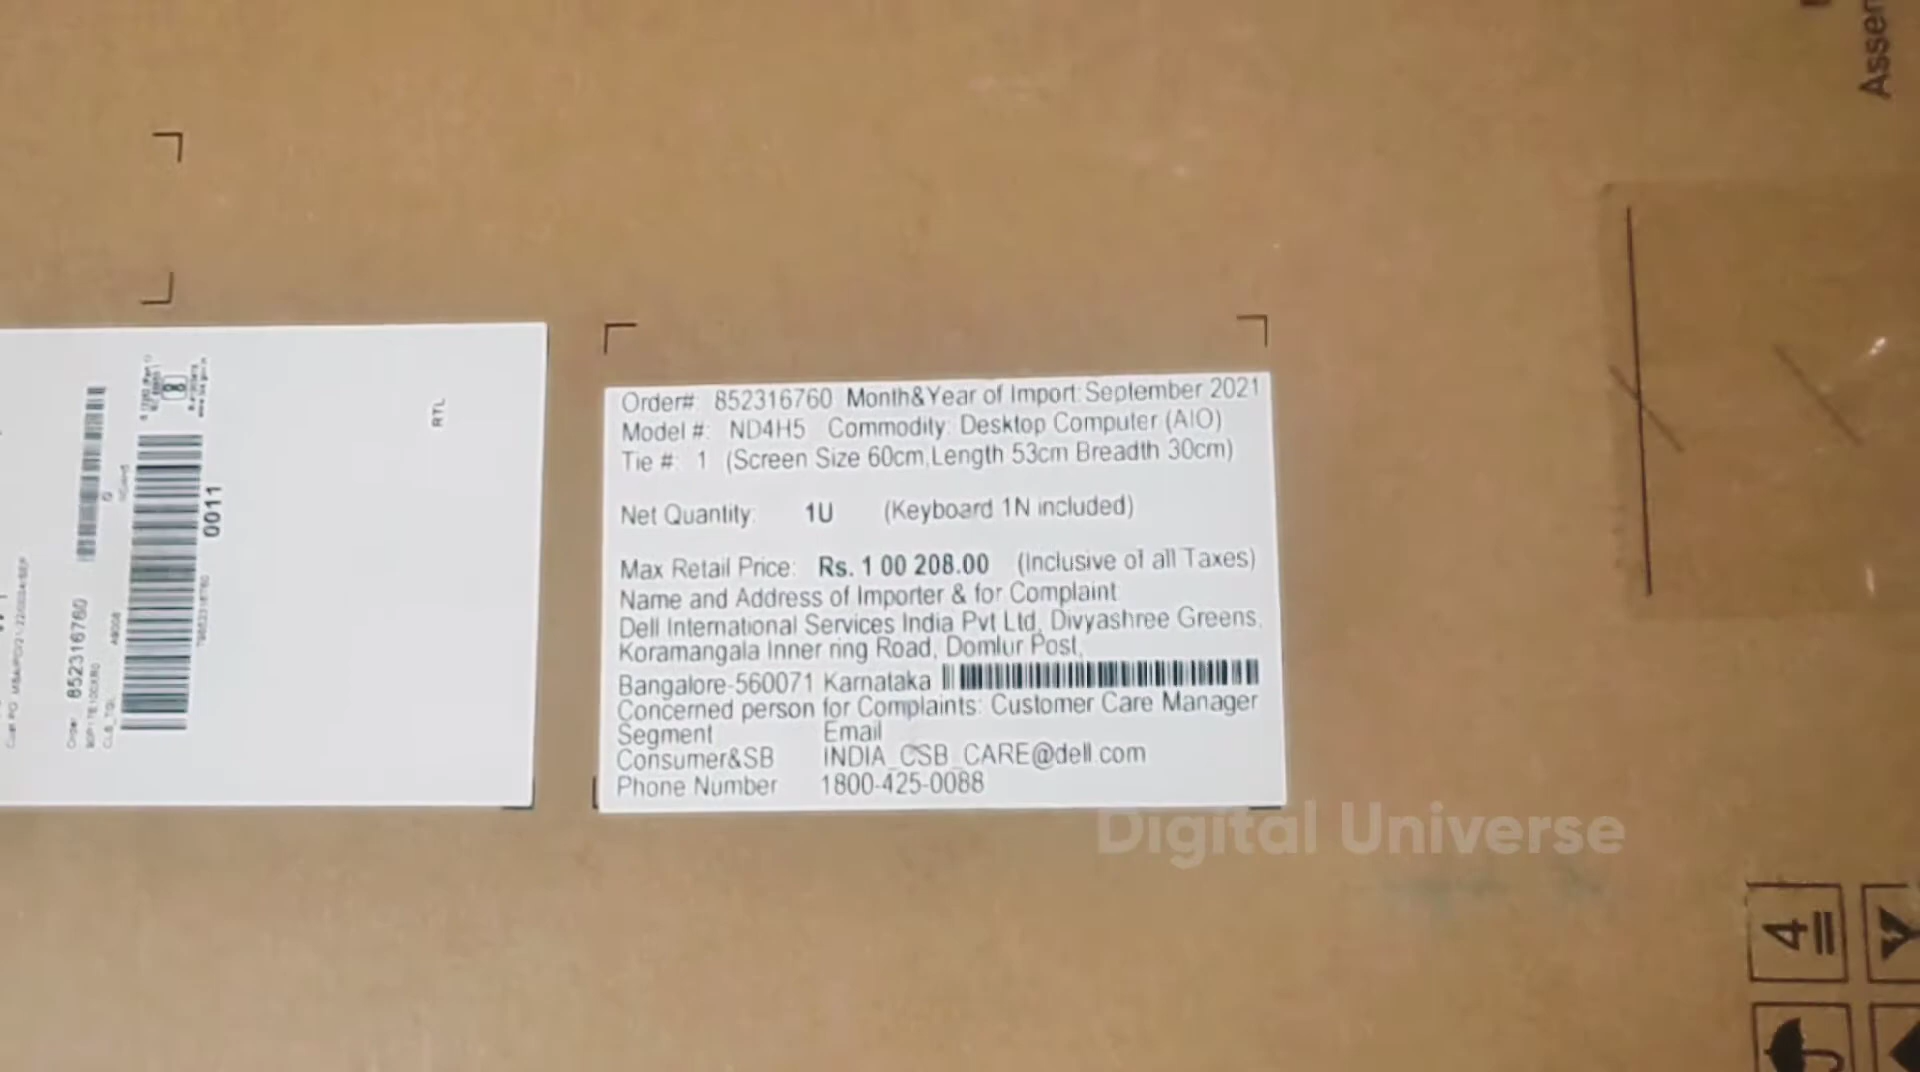 Assem
RTL
0011
Order 852316760
Order#: 852316760 Month&Year of Import: September 2021
Model #: ND4H5 Commodity: Desktop Computer (AIO)
Tie #: 1 (Screen Size 60cm,Length 53cm Breadth 30cm)
Net Quantity: 1U (Keyboard 1N included)
Max Retail Price: Rs. 1 00 208.00 (Inclusive of all Taxes)
Name and Address of Importer & for Complaint
Dell International Services India Pvt Ltd, Divyashree Greens,
Koramangala Inner ring Road, Domlur Post,
Bangalore-560071 Karnataka
Concerned person for Complaints: Customer Care Manager
Segment Email
Consumer&SB INDIA_CSB_CARE@dell.com
Phone Number 1800-425-0088
Digital Universe
4